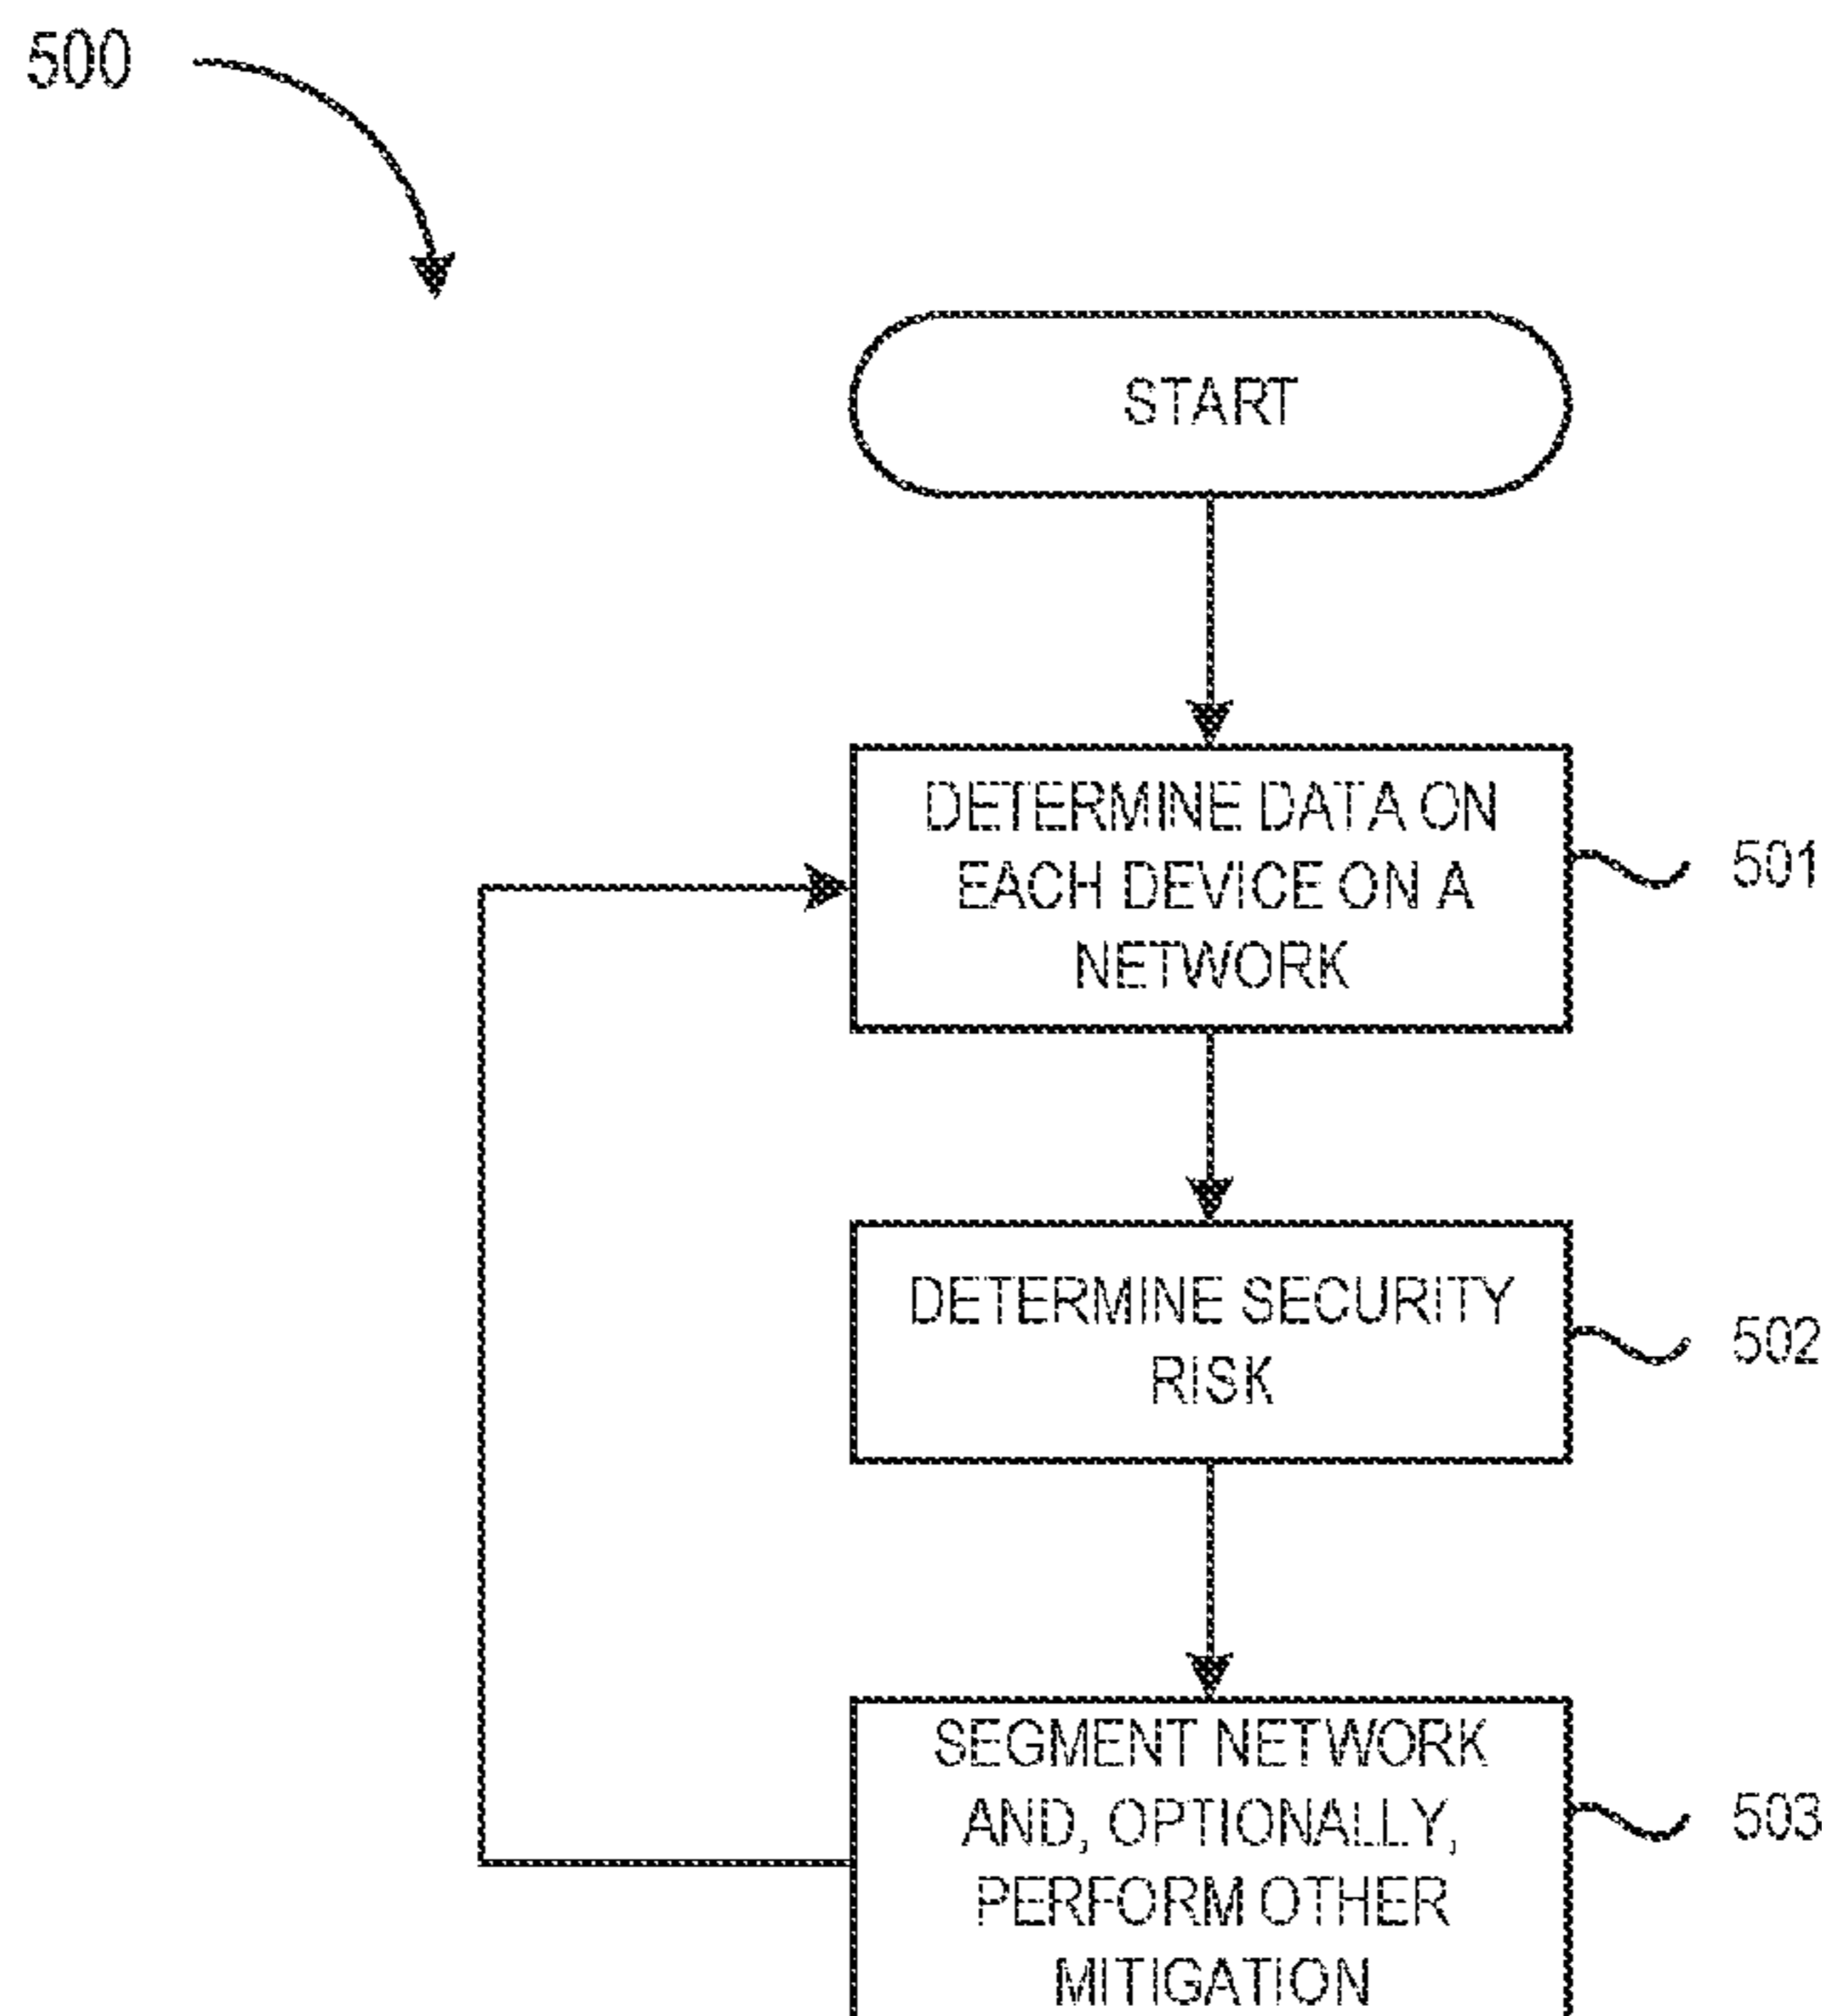 500
START
DETERMINE DATA ON
EACH DEVICE ON A
NETWORK
501
DETERMINE SECURITY
RISK
502
SEGMENT NETWORK
AND, OPTIONALLY,
PERFORM OTHER
MITIGATION
503